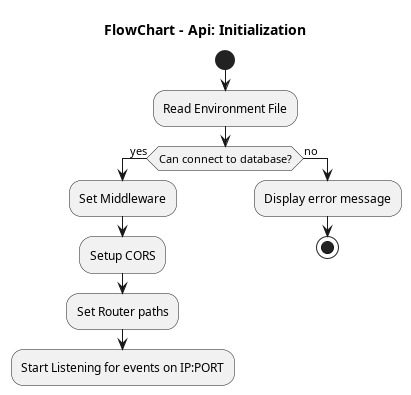 FlowChart - Api: Initialization
Read Environment File
yes
Can connect to database?
no
Set Middleware
Display error message
Setup CORS
Set Router paths
Start Listening for events on IP:PORT